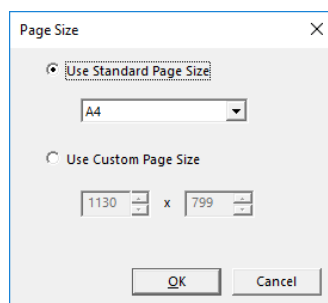 Page Size
Use Standard Page Size
A4
Use Custom Page Size
1130 x 799
OK Cancel